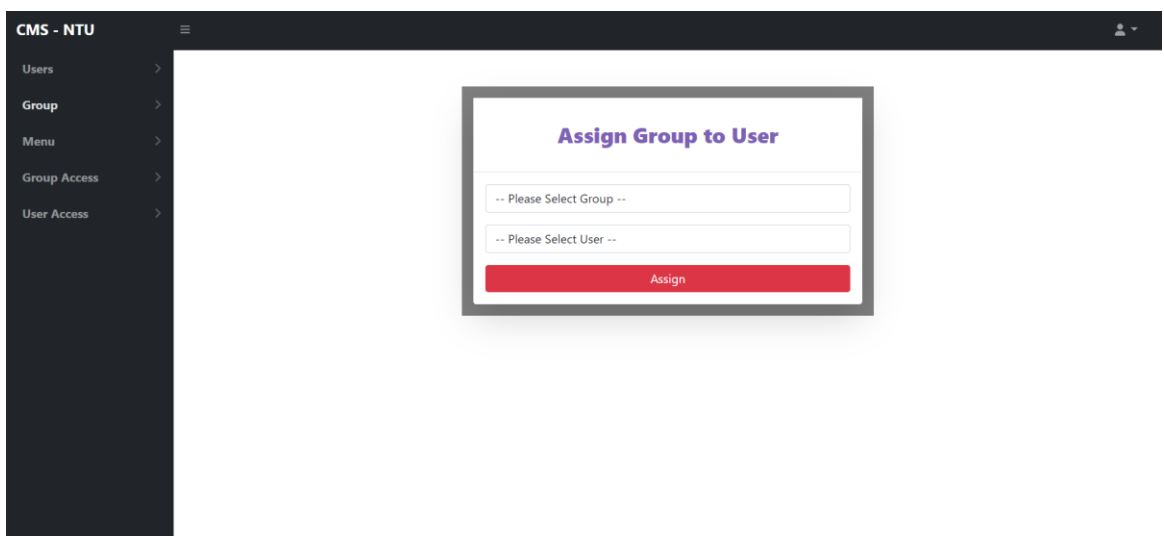 CMS - NTU
Users
Group
Menu
Group Access
User Access
Assign Group to User
-- Please Select Group --
-- Please Select User --
Assign